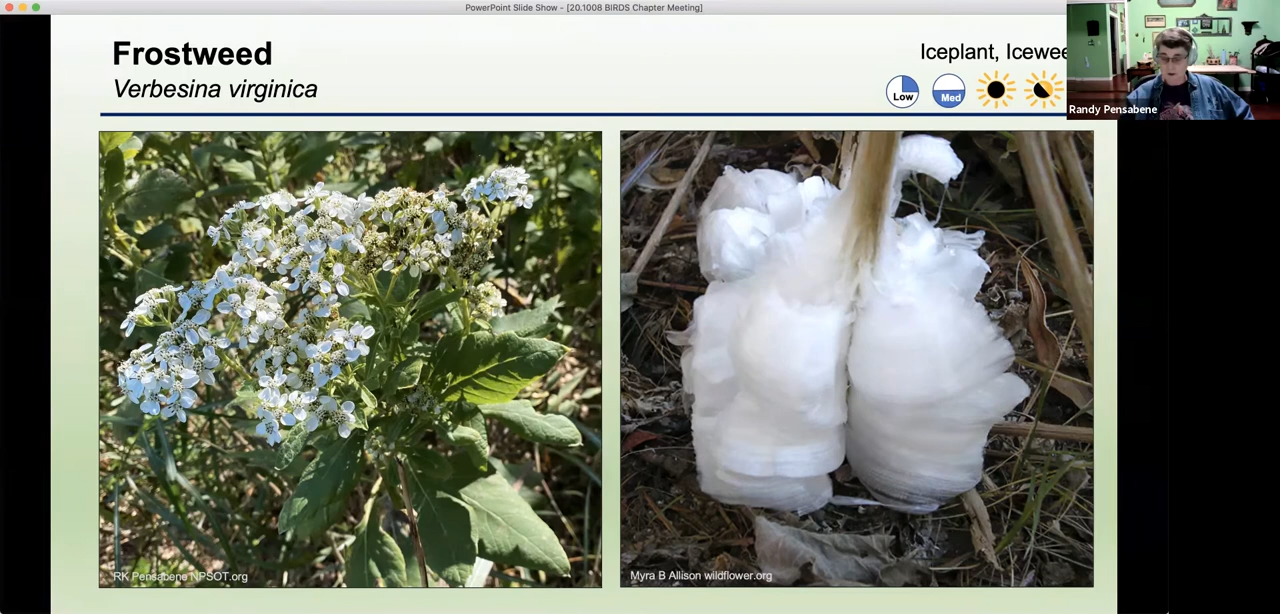 PowerPoint Slide Show - [20.1008 BIRDS Chapter Meeting]
Frostweed
Iceplant, Icewee
Verbesina virginica
Low
Med
Randy Pensabene
RK Pensabene NPSOT.org
Myra B Allison wildflower.org